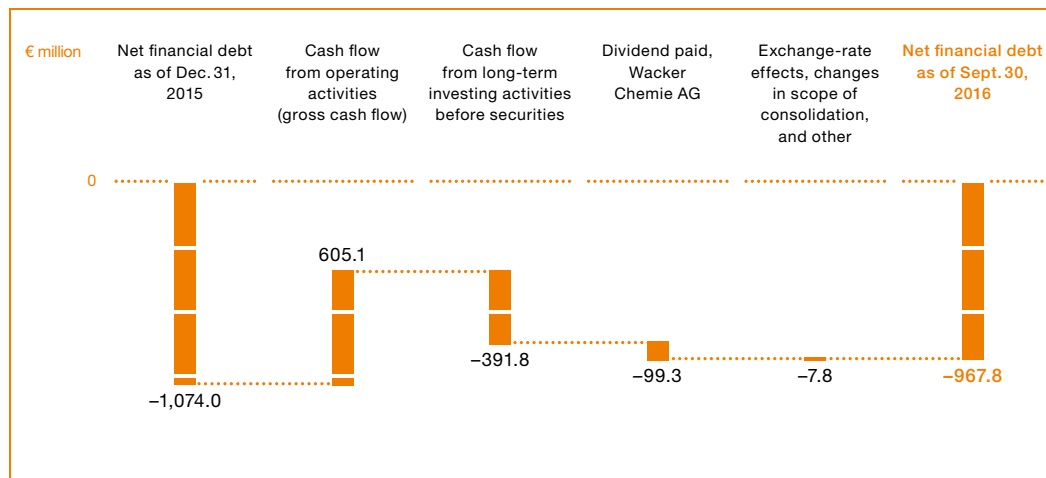 € million
Net financial debt
as of Dec. 31,
2015
Cash flow
from operating
activities
(gross cash flow)
Cash flow
from long-term
investing activities
before securities
Dividend paid,
Wacker
Chemie AG
Exchange-rate
effects, changes
in scope of
consolidation,
and other
Net financial debt
as of Sept. 30,
2016
0
605.1
–391.8
–99.3
–7.8
–967.8
–1,074.0